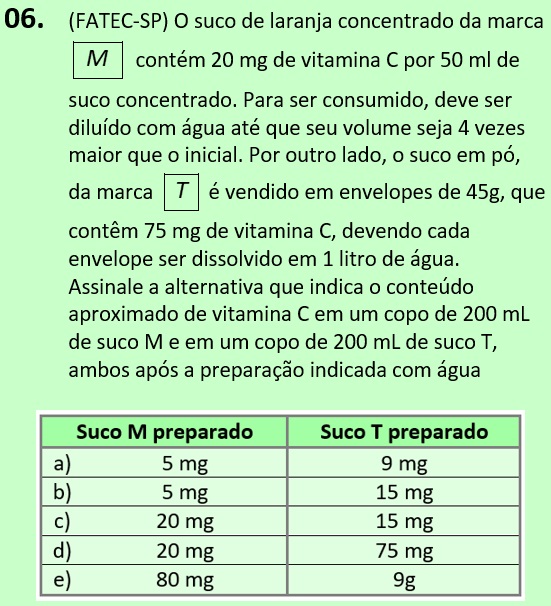 06. (FATEC-SP) O suco de laranja concentrado da marca
M contém 20 mg de vitamina C por 50 ml de
suco concentrado. Para ser consumido, deve ser
diluído com água até que seu volume seja 4 vezes
maior que o inicial. Por outro lado, o suco em pó,
da marca T é vendido em envelopes de 45g, que
contêm 75 mg de vitamina C, devendo cada
envelope ser dissolvido em 1 litro de água.
Assinale a alternativa que indica o conteúdo
aproximado de vitamina C em um copo de 200 mL
de suco M e em um copo de 200 mL de suco T,
ambos após a preparação indicada com água
Suco M preparado Suco T preparado
a) 5 mg 9 mg
b) 5 mg 15 mg
c) 20 mg 15 mg
d) 20 mg 75 mg
e) 80 mg 9g